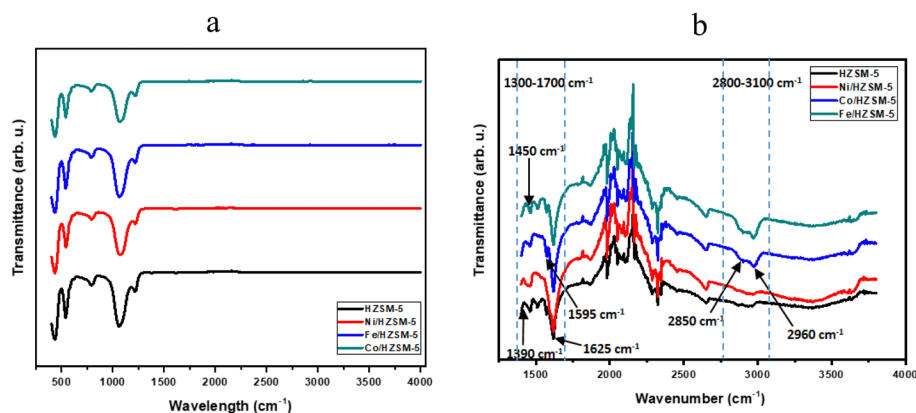 a
b
Transmittance (arb. u.)
HZSM-5
Ni/HZSM-5
Fe/HZSM-5
Co/HZSM-5
500 1000 1500 2000 2500 3000 3500 4000
Wavelength (cm⁻¹)
Transmittance (arb. u.)
1300-1700 cm⁻¹
2800-3100 cm⁻¹
HZSM-5
Ni/HZSM-5
Co/HZSM-5
Fe/HZSM-5
1450 cm⁻¹
1595 cm⁻¹
2850 cm⁻¹
2960 cm⁻¹
1390 cm⁻¹
1625 cm⁻¹
1500 2000 2500 3000 3500 4000
Wavenumber (cm⁻¹)